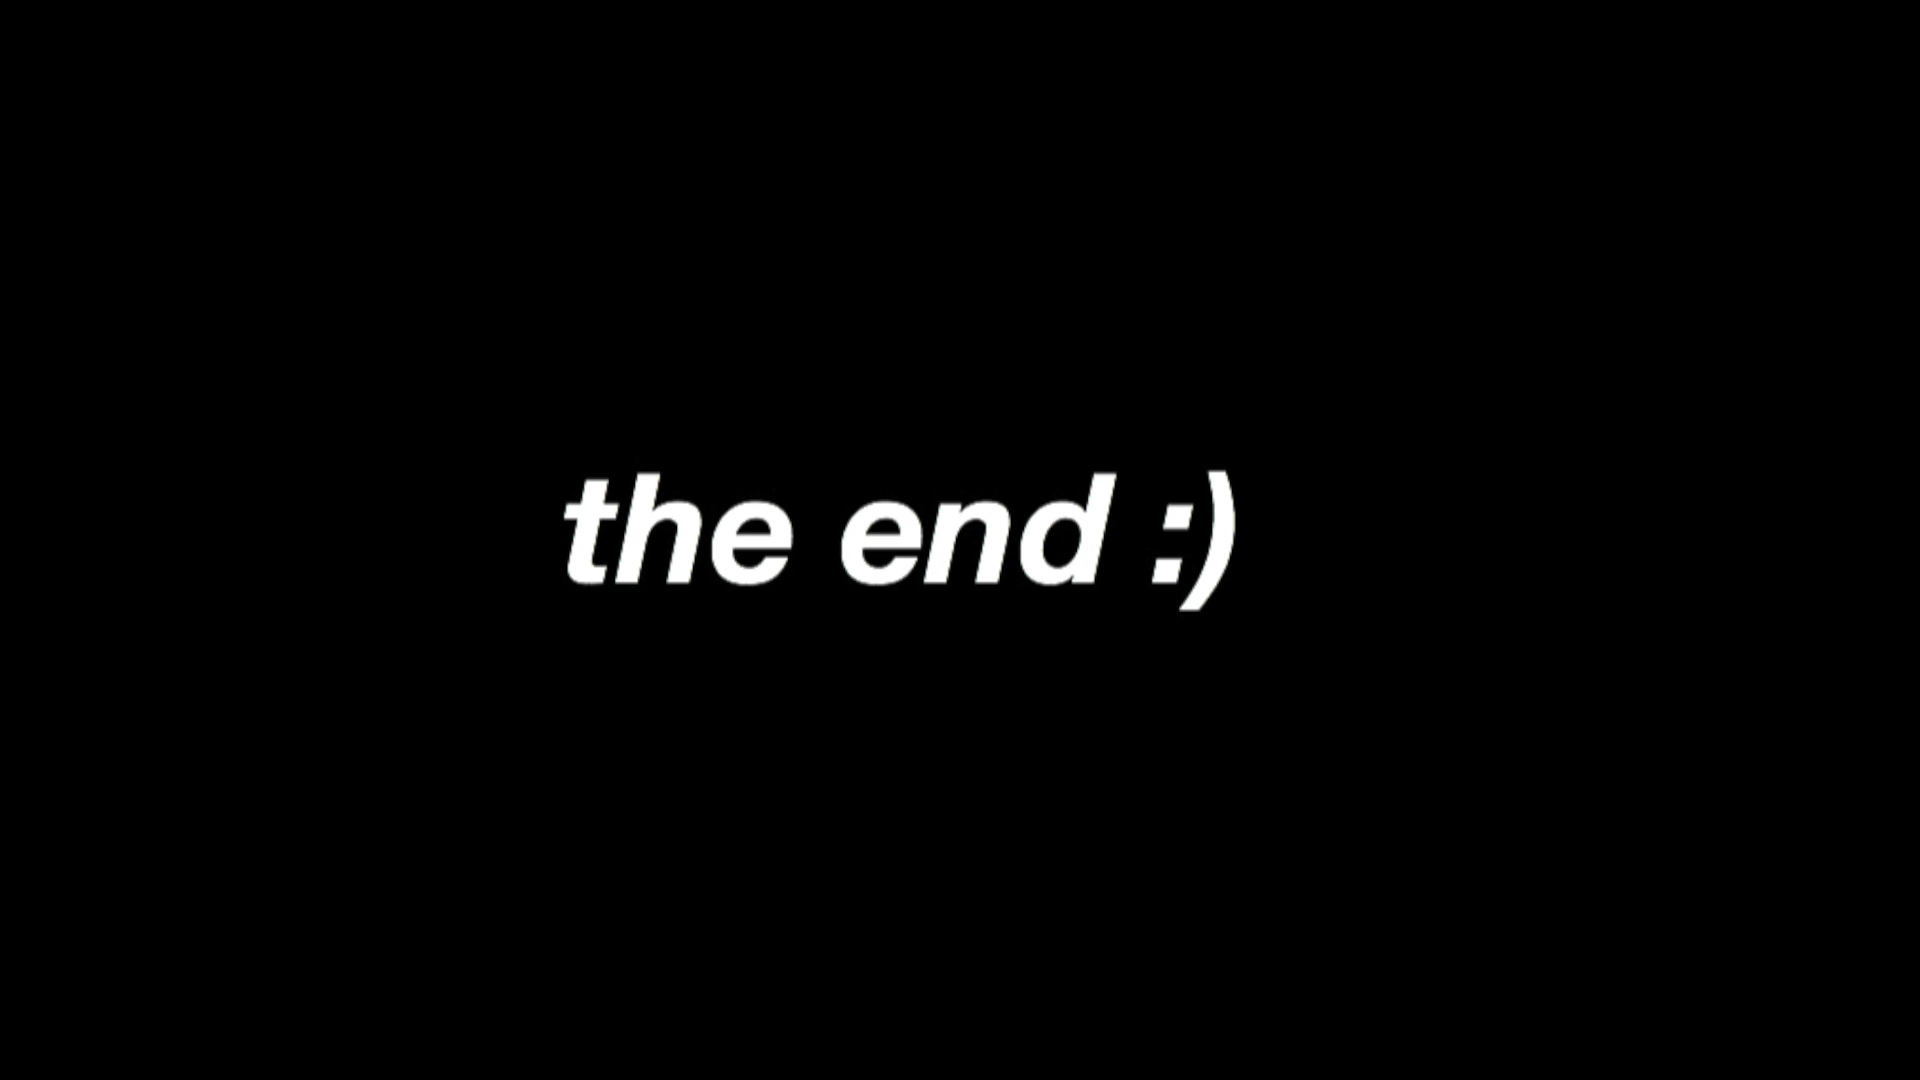 the end :)